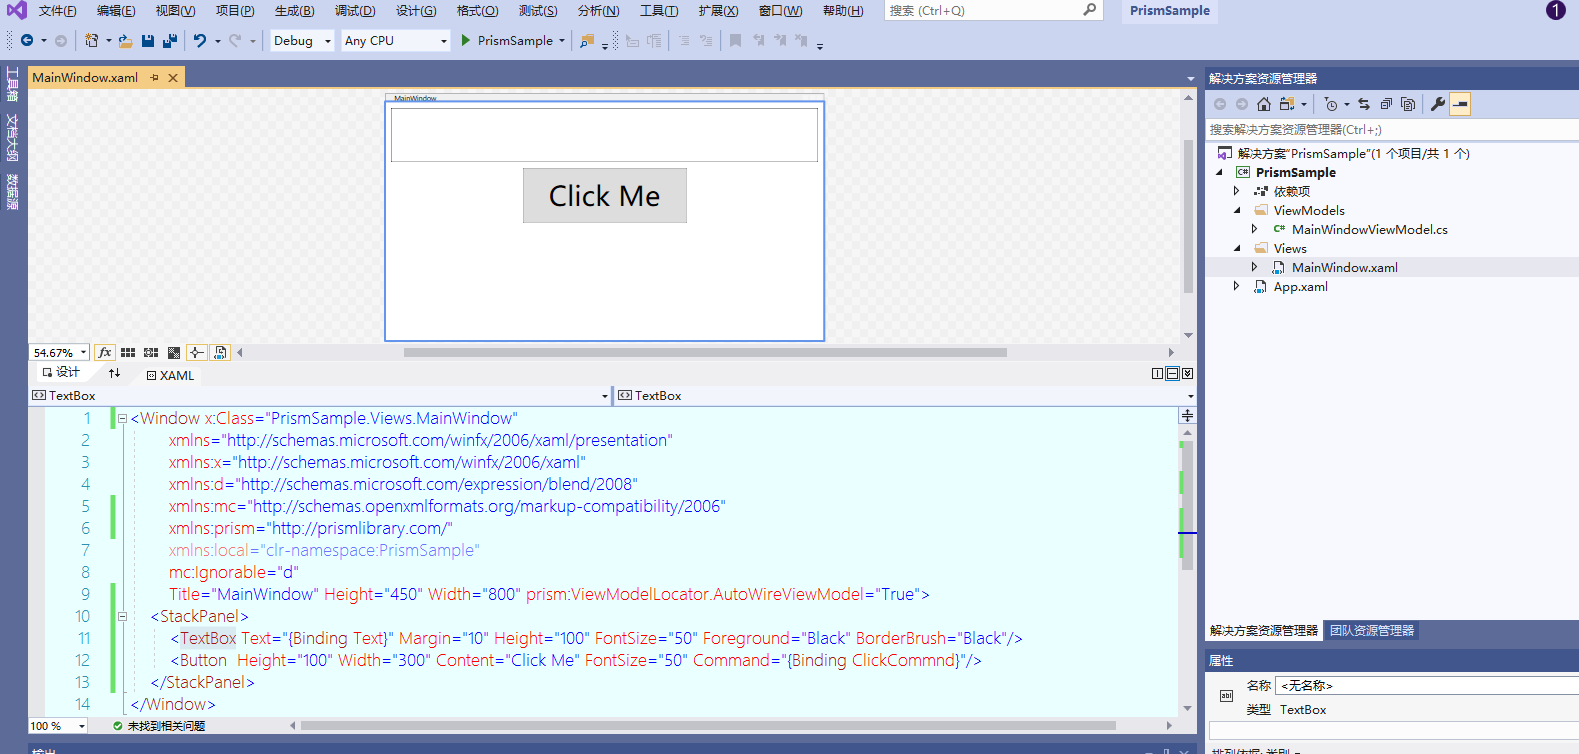 文件(F) 编辑(E) 视图(V) 项目(P) 生成(B) 调试(D) 设计(G) 格式(O) 测试(S) 分析(N) 工具(T) 扩展(X) 窗口(W) 帮助(H) 搜索 (Ctrl+Q) PrismSample 1
Debug Any CPU PrismSample
工具箱
文档大纲
数据源
MainWindow.xaml
MainWindow
Click Me
54.67% fx
设计 XAML
TextBox TextBox
1 <Window x:Class="PrismSample.Views.MainWindow"
2 xmlns="http://schemas.microsoft.com/winfx/2006/xaml/presentation"
3 xmlns:x="http://schemas.microsoft.com/winfx/2006/xaml"
4 xmlns:d="http://schemas.microsoft.com/expression/blend/2008"
5 xmlns:mc="http://schemas.openxmlformats.org/markup-compatibility/2006"
6 xmlns:prism="http://prismlibrary.com/"
7 xmlns:local="clr-namespace:PrismSample"
8 mc:Ignorable="d"
9 Title="MainWindow" Height="450" Width="800" prism:ViewModelLocator.AutoWireViewModel="True">
10 <StackPanel>
11 <TextBox Text="{Binding Text}" Margin="10" Height="100" FontSize="50" Foreground="Black" BorderBrush="Black"/>
12 <Button  Height="100" Width="300" Content="Click Me" FontSize="50" Command="{Binding ClickCommnd}"/>
13 </StackPanel>
14 </Window>
100 % 未找到相关问题
输出
解决方案资源管理器
搜索解决方案资源管理器(Ctrl+;)
解决方案"PrismSample"(1 个项目/共 1 个)
C# PrismSample
依赖项
ViewModels
C# MainWindowViewModel.cs
Views
MainWindow.xaml
App.xaml
解决方案资源管理器 团队资源管理器
属性
名称 <无名称>
类型 TextBox
排列依据: 类别